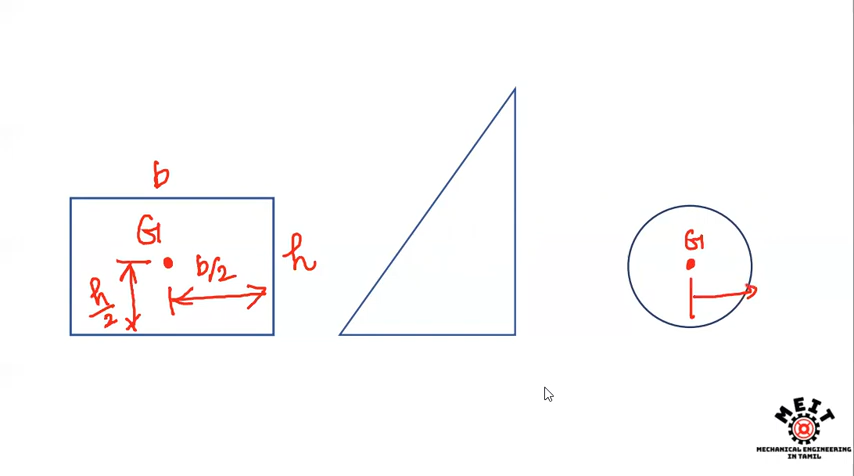 b
G
b/2
h
h/2
G
MEIT
MECHANICAL ENGINEERING
IN TAMIL